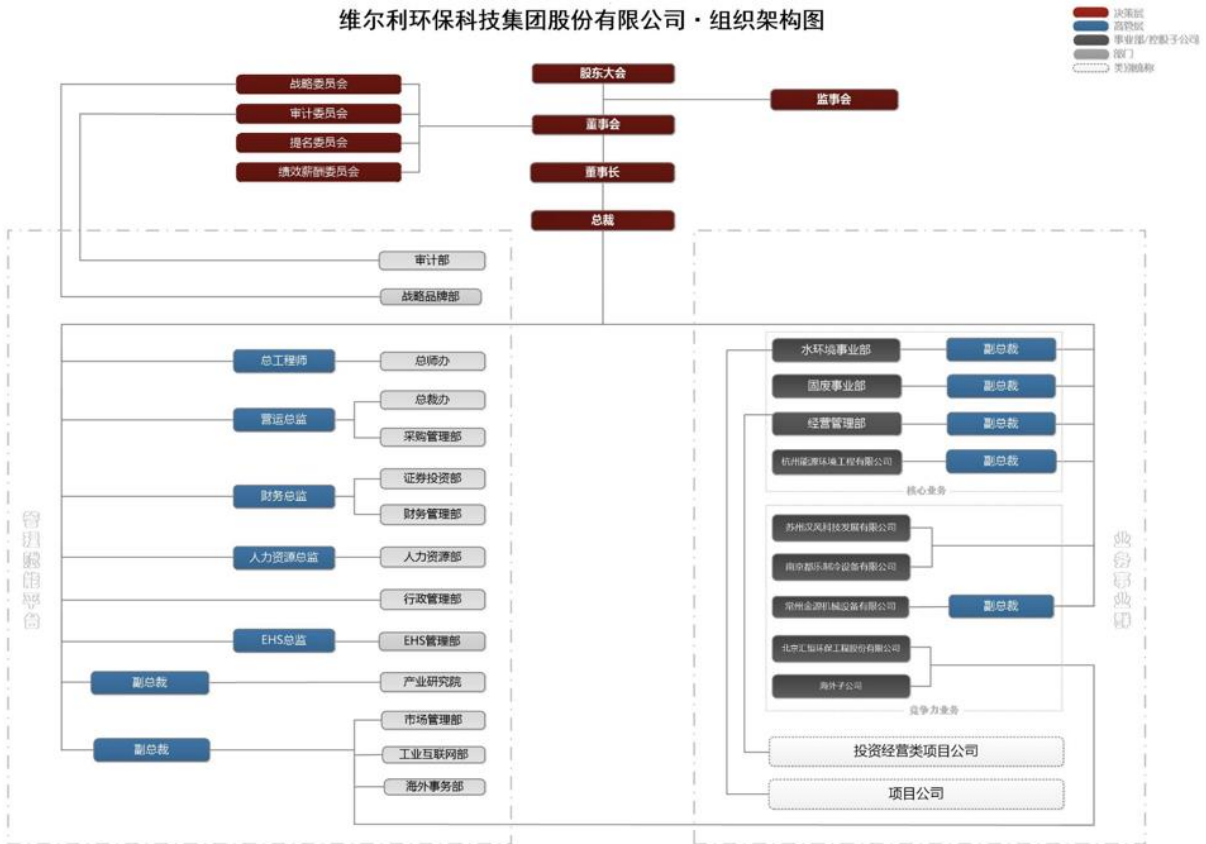 维尔利环保科技集团股份有限公司·组织架构图
决策层
高管层
事业部/控股子公司
部门
类别统称
股东大会
监事会
董事会
董事长
总裁
战略委员会
审计委员会
提名委员会
绩效薪酬委员会
审计部
战略品牌部
管理赋能平台
总工程师
总师办
营运总监
总裁办
采购管理部
财务总监
证券投资部
财务管理部
人力资源总监
人力资源部
行政管理部
EHS总监
EHS管理部
副总裁
产业研究院
副总裁
市场管理部
工业互联网部
海外事务部
水环境事业部
副总裁
固废事业部
副总裁
经营管理部
副总裁
杭州能源环境工程有限公司
副总裁
核心业务
苏州汉风科技发展有限公司
南京都乐制冷设备有限公司
常州金源机械设备有限公司
副总裁
北京汇恒环保工程股份有限公司
海外子公司
竞争力业务
投资经营类项目公司
项目公司